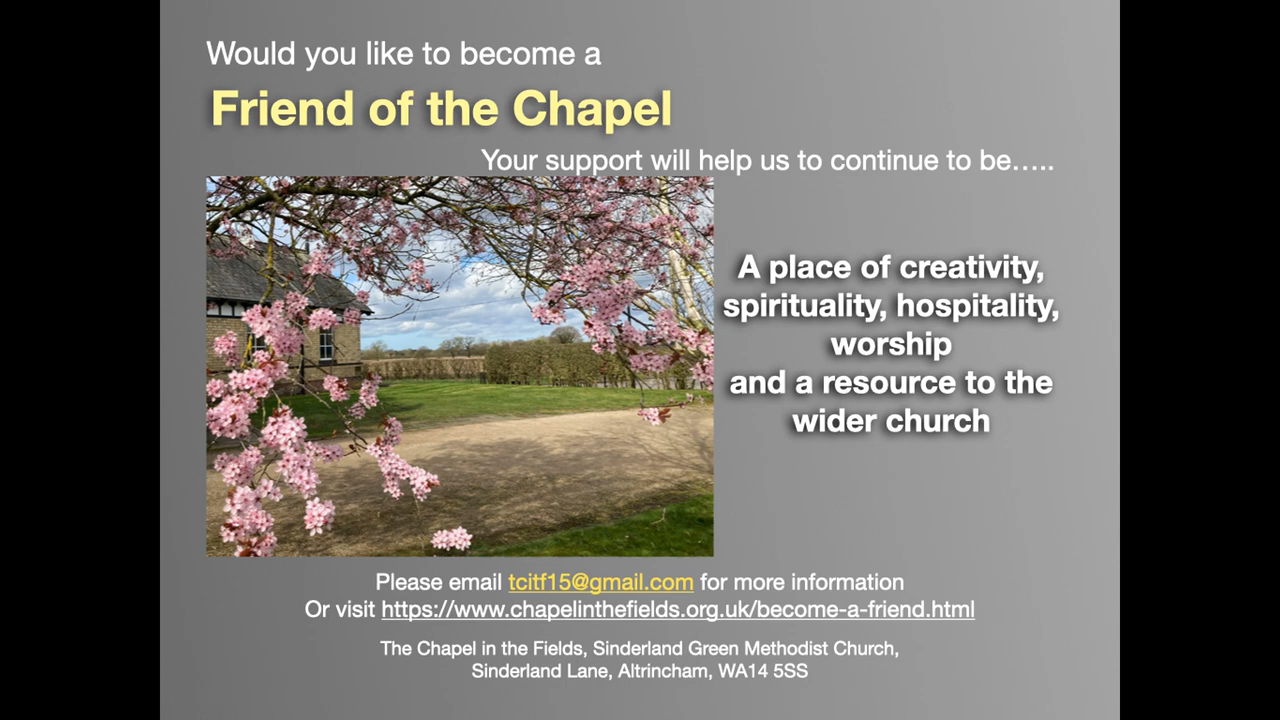 Would you like to become a
Friend of the Chapel
Your support will help us to continue to be.....
A place of creativity,
spirituality, hospitality,
worship
and a resource to the
wider church
Please email tcitf15@gmail.com for more information
Or visit https://www.chapelinthefields.org.uk/become-a-friend.html
The Chapel in the Fields, Sinderland Green Methodist Church,
Sinderland Lane, Altrincham, WA14 5SS